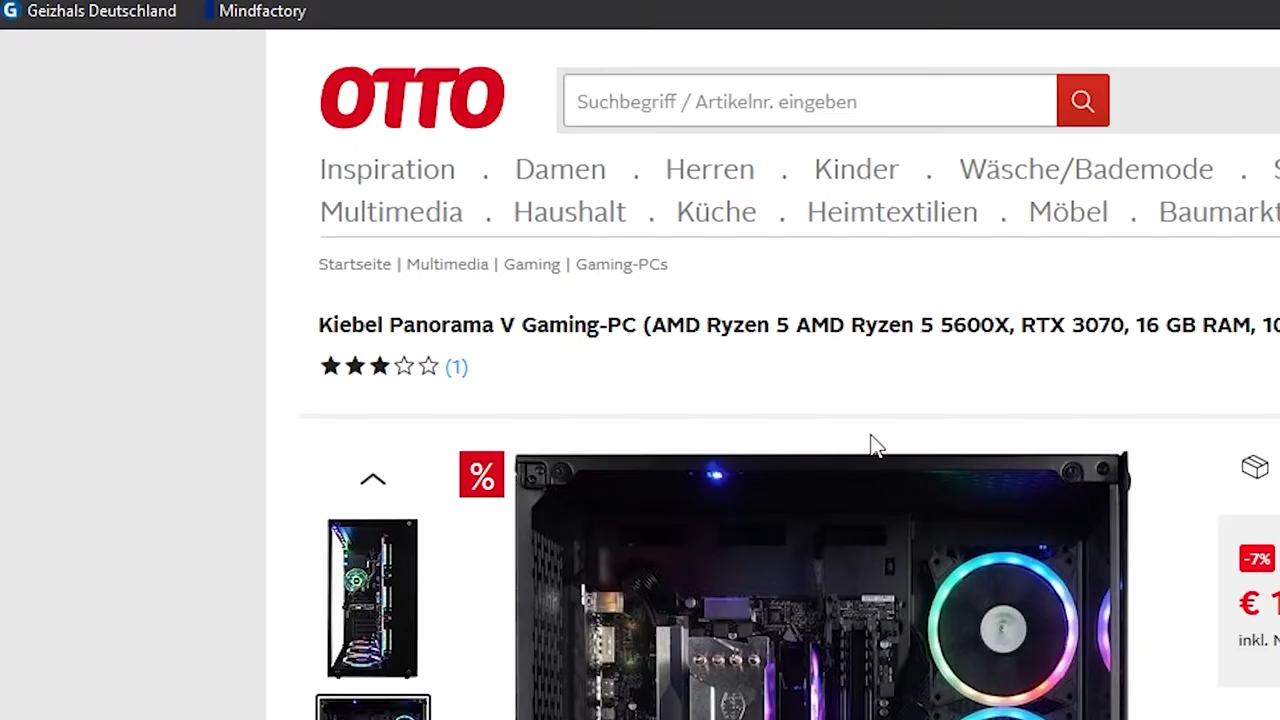 Geizhals Deutschland Mindfactory
OTTO
Suchbegriff / Artikelnr. eingeben
Inspiration . Damen . Herren . Kinder . Wäsche/Bademode . S
Multimedia . Haushalt . Küche . Heimtextilien . Möbel . Baumarkt
Startseite | Multimedia | Gaming | Gaming-PCs
Kiebel Panorama V Gaming-PC (AMD Ryzen 5 AMD Ryzen 5 5600X, RTX 3070, 16 GB RAM, 10
(1)
%
-7%
€ 1
inkl.